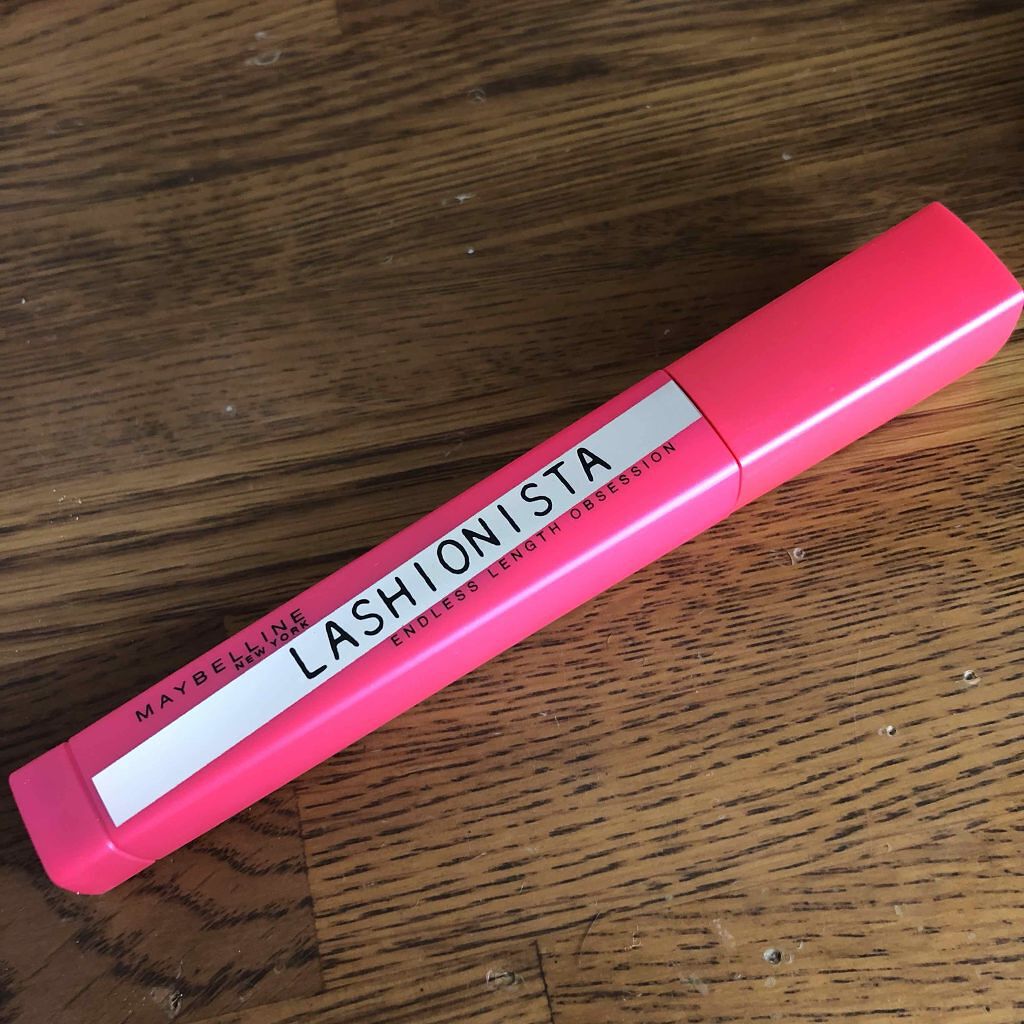 MAYBELLINE
NEW YORK
LASHIONISTA
ENDLESS LENGTH OBSESSION